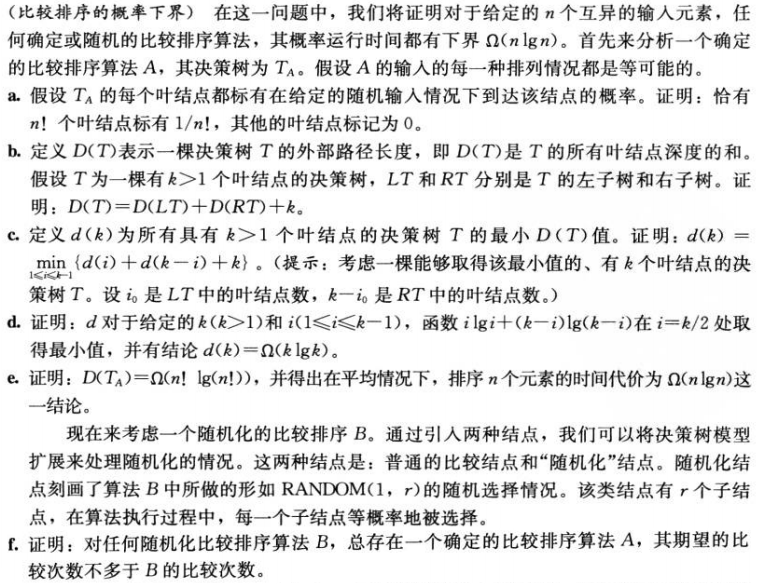 (比较排序的概率下界) 在这一问题中，我们将证明对于给定的 n 个互异的输入元素，任
何确定或随机的比较排序算法，其概率运行时间都有下界 Ω(n lg n)。首先来分析一个确定
的比较排序算法 A，其决策树为 T_A。假设 A 的输入的每一种排列情况都是等可能的。
a. 假设 T_A 的每个叶结点都标有在给定的随机输入情况下到达该结点的概率。证明：恰有
n! 个叶结点标有 1/n!，其他的叶结点标记为 0。
b. 定义 D(T)表示一棵决策树 T 的外部路径长度，即 D(T)是 T 的所有叶结点深度的和。
假设 T 为一棵有 k>1 个叶结点的决策树，LT 和 RT 分别是 T 的左子树和右子树。证
明：D(T)=D(LT)+D(RT)+k。
c. 定义 d(k)为所有具有 k>1 个叶结点的决策树 T 的最小 D(T)值。证明：d(k) =
min_{1≤i≤k-1} {d(i)+d(k-i)+k}。(提示：考虑一棵能够取得该最小值的、有 k 个叶结点的决
策树 T。设 i₀ 是 LT 中的叶结点数，k-i₀ 是 RT 中的叶结点数。)
d. 证明：d 对于给定的 k(k>1)和 i(1≤i≤k-1)，函数 i lg i+(k-i)lg(k-i)在 i=k/2 处取
得最小值，并有结论 d(k)=Ω(k lg k)。
e. 证明：D(T_A)=Ω(n! lg(n!))，并得出在平均情况下，排序 n 个元素的时间代价为 Ω(n lg n)这
一结论。
现在来考虑一个随机化的比较排序 B。通过引入两种结点，我们可以将决策树模型
扩展来处理随机化的情况。这两种结点是：普通的比较结点和“随机化”结点。随机化结
点刻画了算法 B 中所做的形如 RANDOM(1, r)的随机选择情况。该类结点有 r 个子结
点，在算法执行过程中，每一个子结点等概率地被选择。
f. 证明：对任何随机化比较排序算法 B，总存在一个确定的比较排序算法 A，其期望的比
较次数不多于 B 的比较次数。